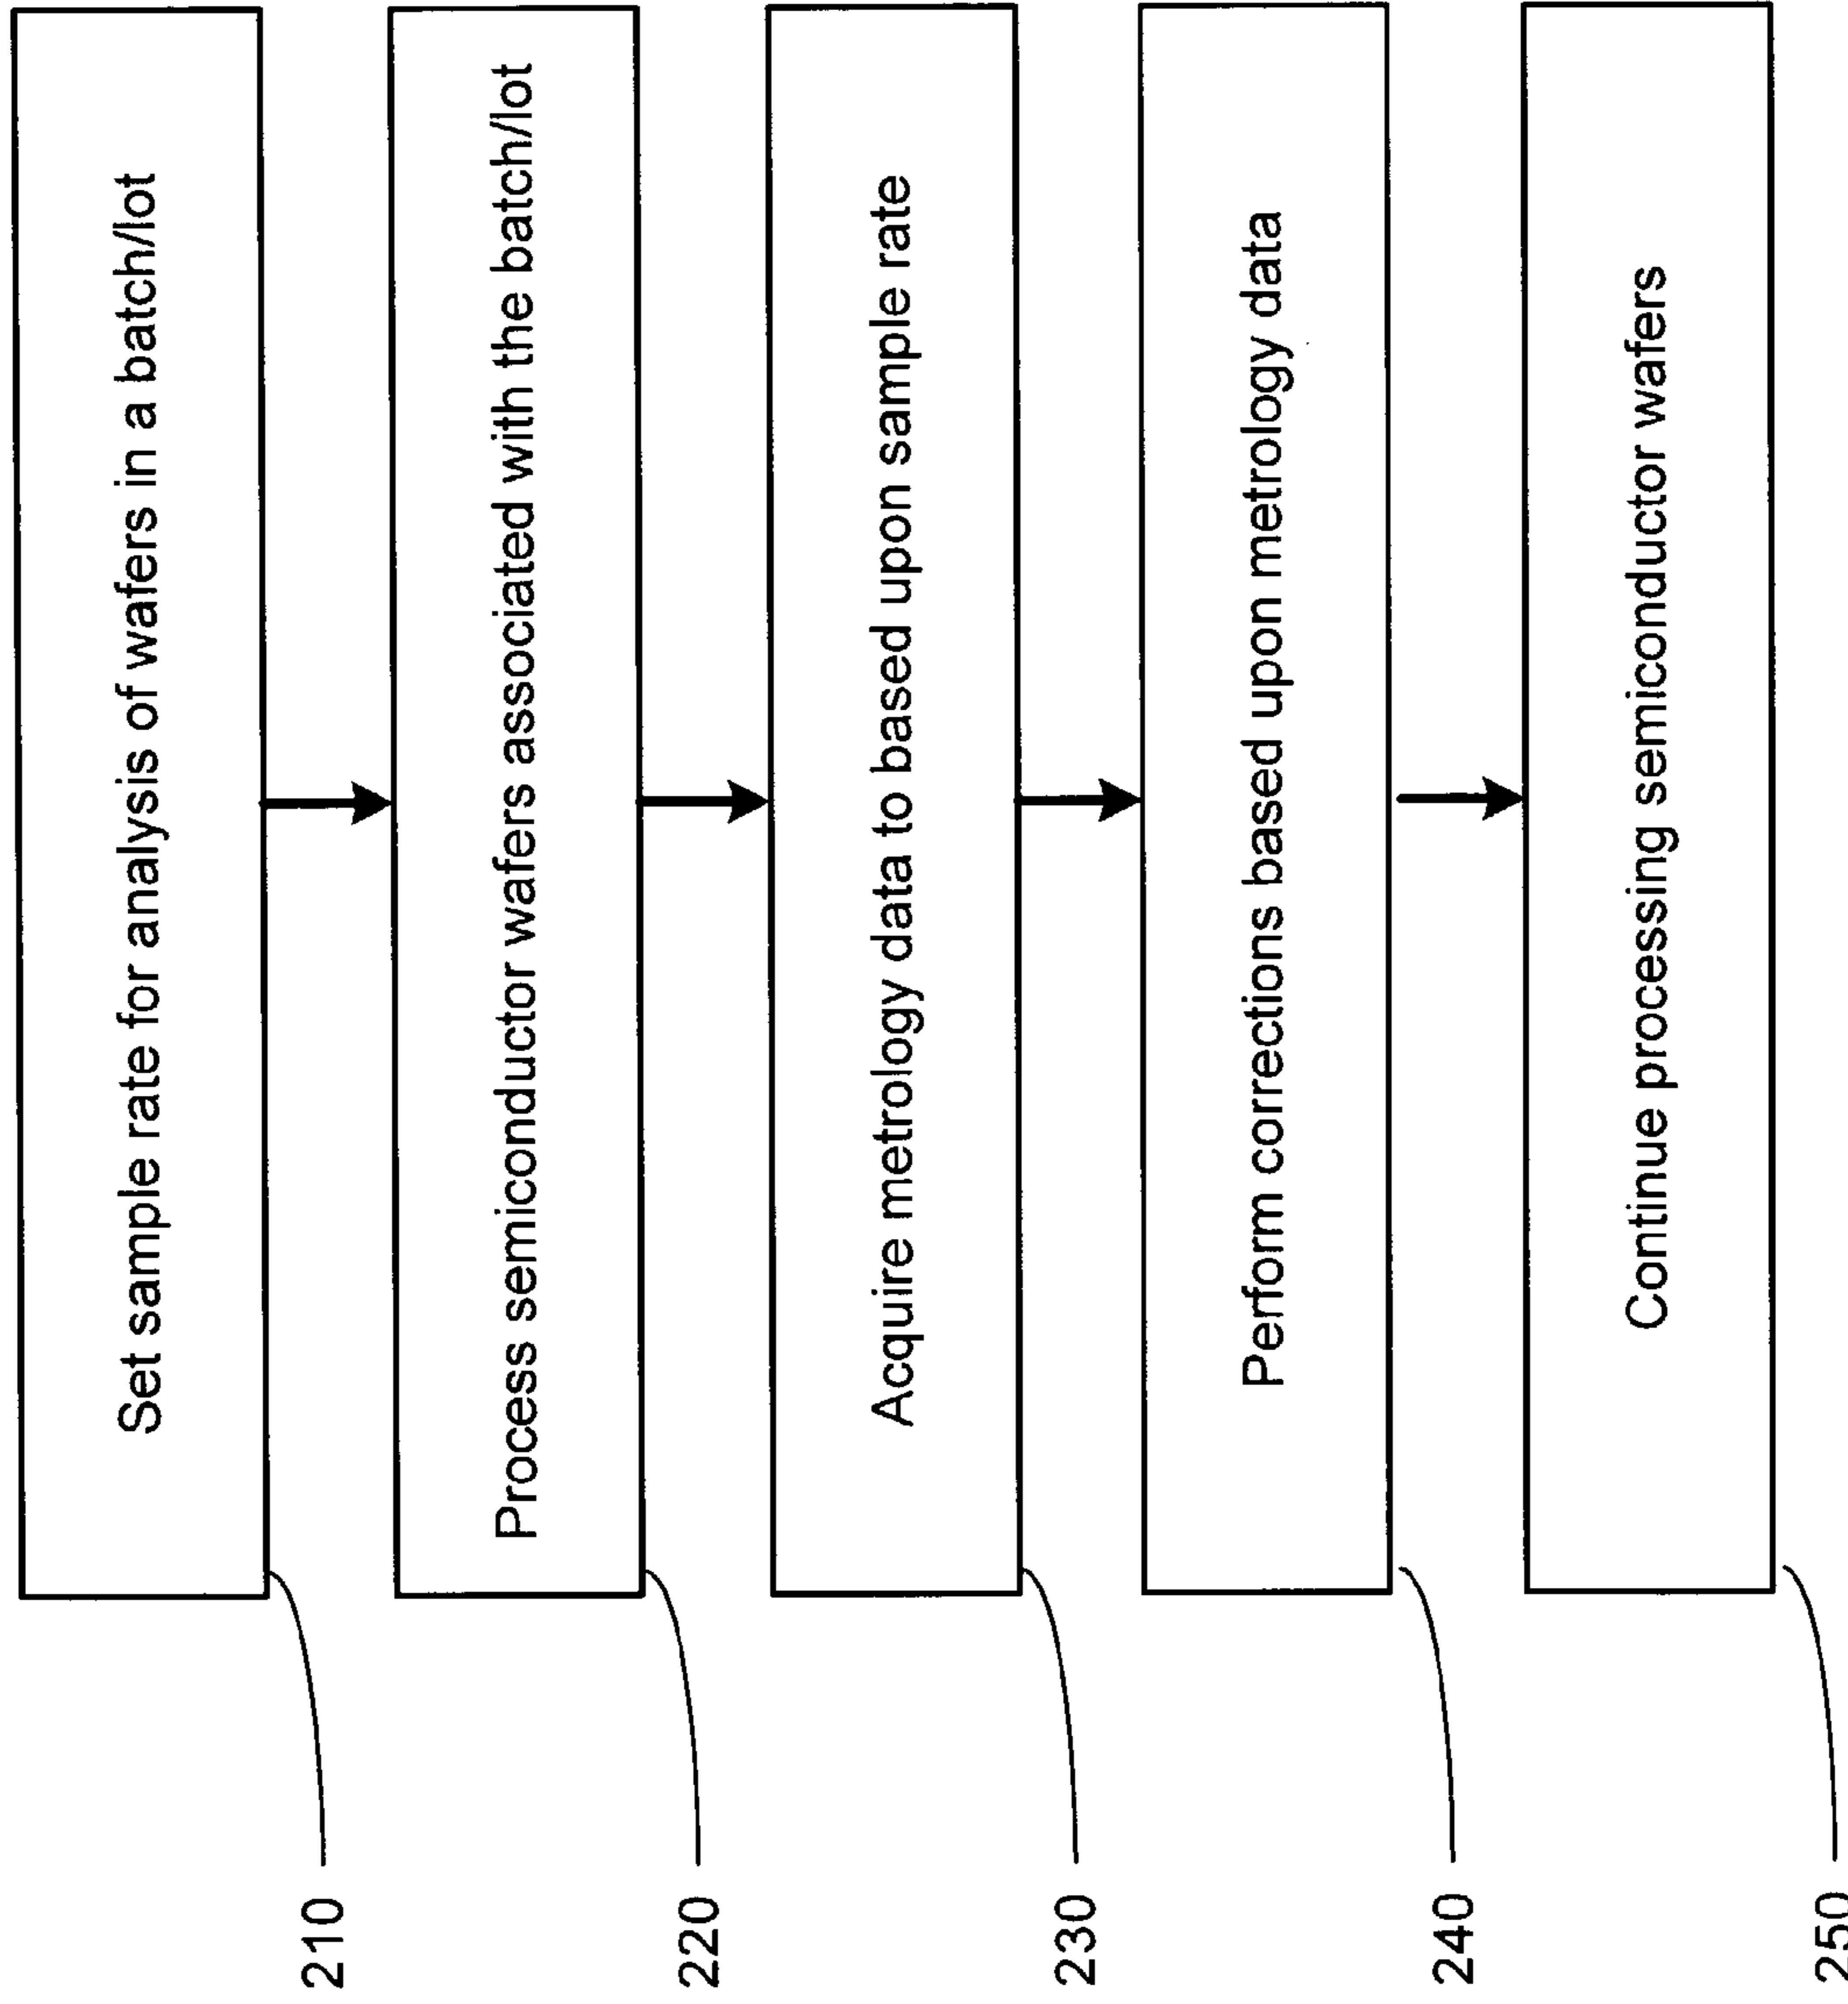 Set sample rate for analysis of wafers in a batch/lot
210
Process semiconductor wafers associated with the batch/lot
220
Acquire metrology data to based upon sample rate
230
Perform corrections based upon metrology data
240
Continue processing semiconductor wafers
250